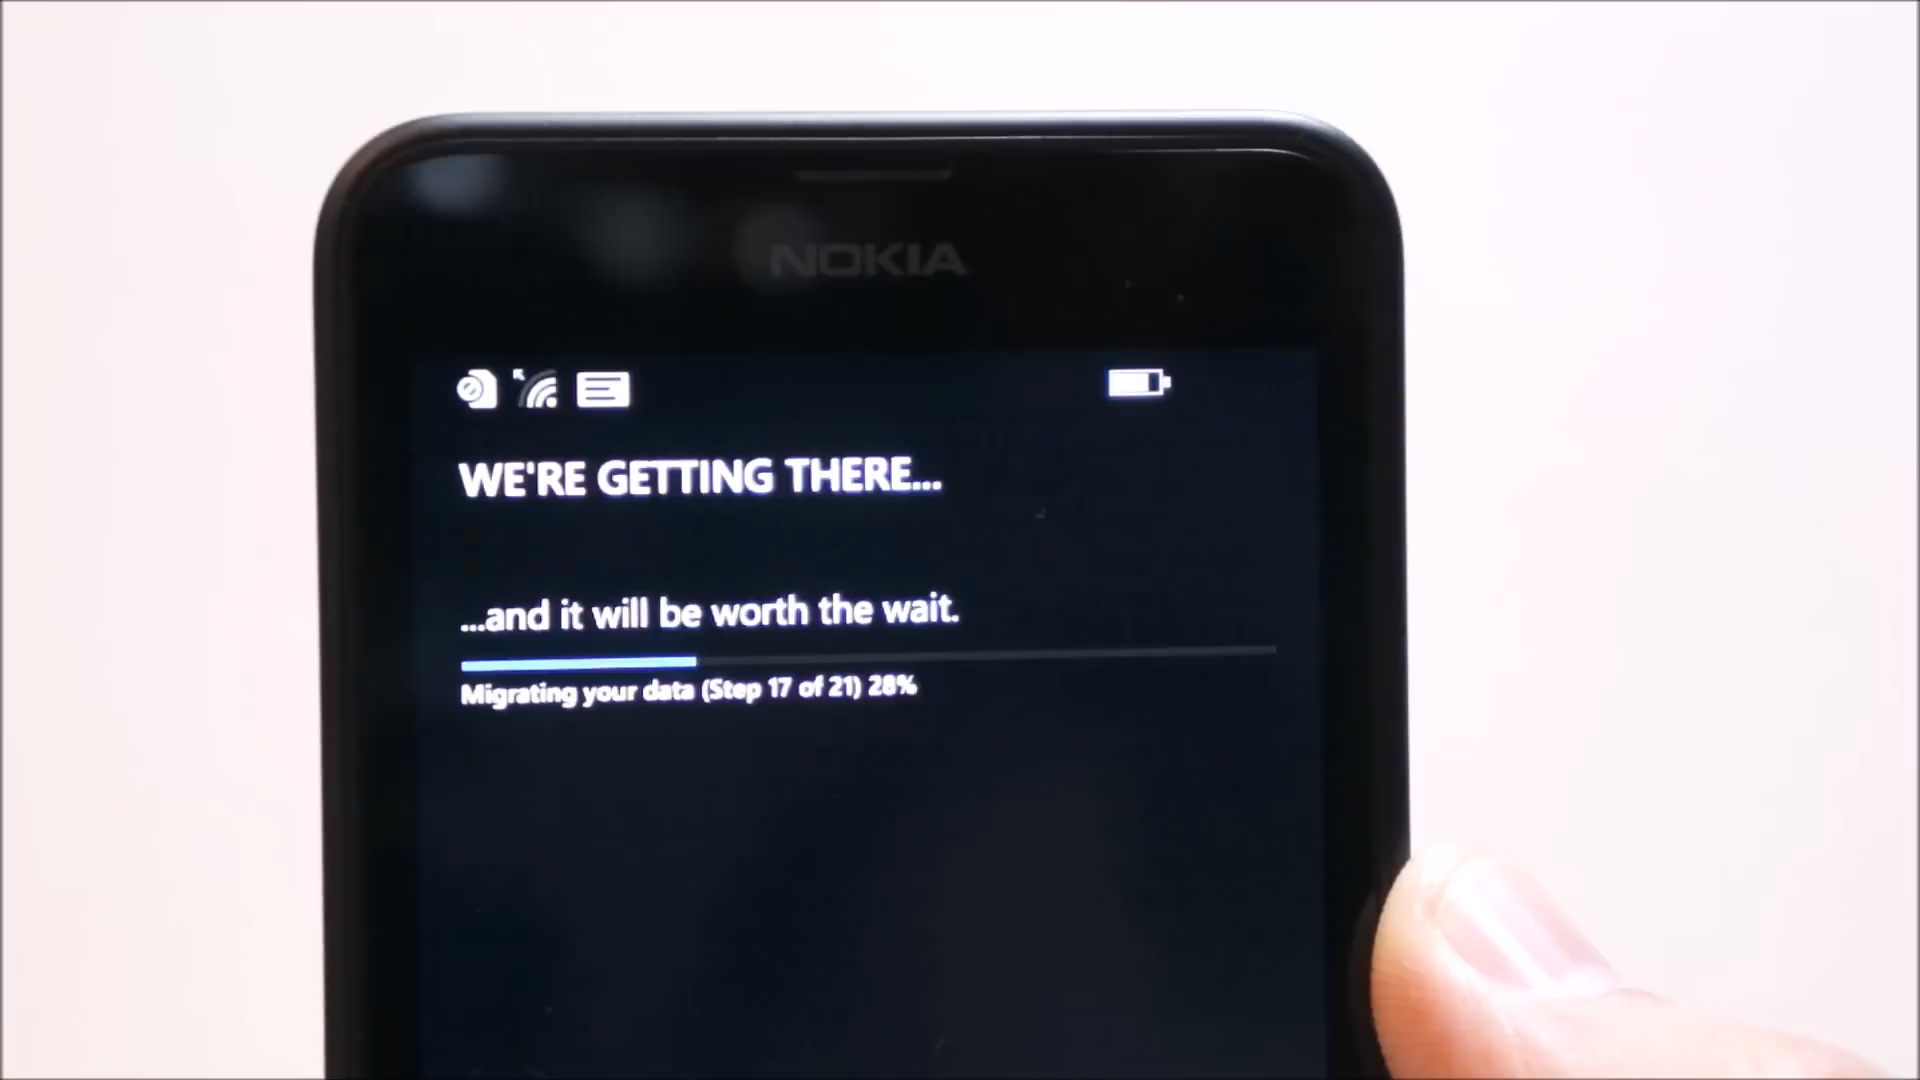 NOKIA
WE'RE GETTING THERE...
...and it will be worth the wait.
Migrating your data (Step 17 of 21) 28%